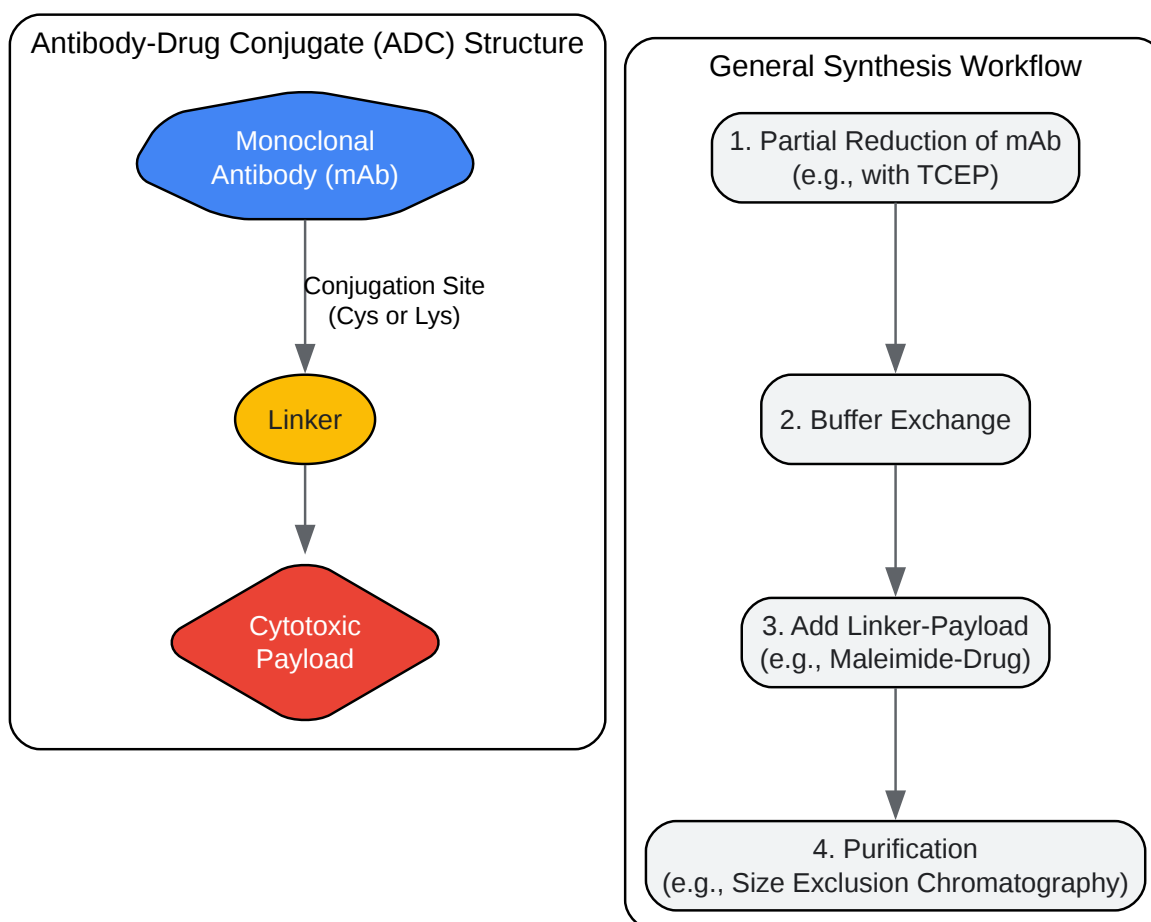 Antibody-Drug Conjugate (ADC) Structure
Monoclonal
Antibody (mAb)
Conjugation Site
(Cys or Lys)
Linker
Cytotoxic
Payload
General Synthesis Workflow
1. Partial Reduction of mAb
(e.g., with TCEP)
2. Buffer Exchange
3. Add Linker-Payload
(e.g., Maleimide-Drug)
4. Purification
(e.g., Size Exclusion Chromatography)